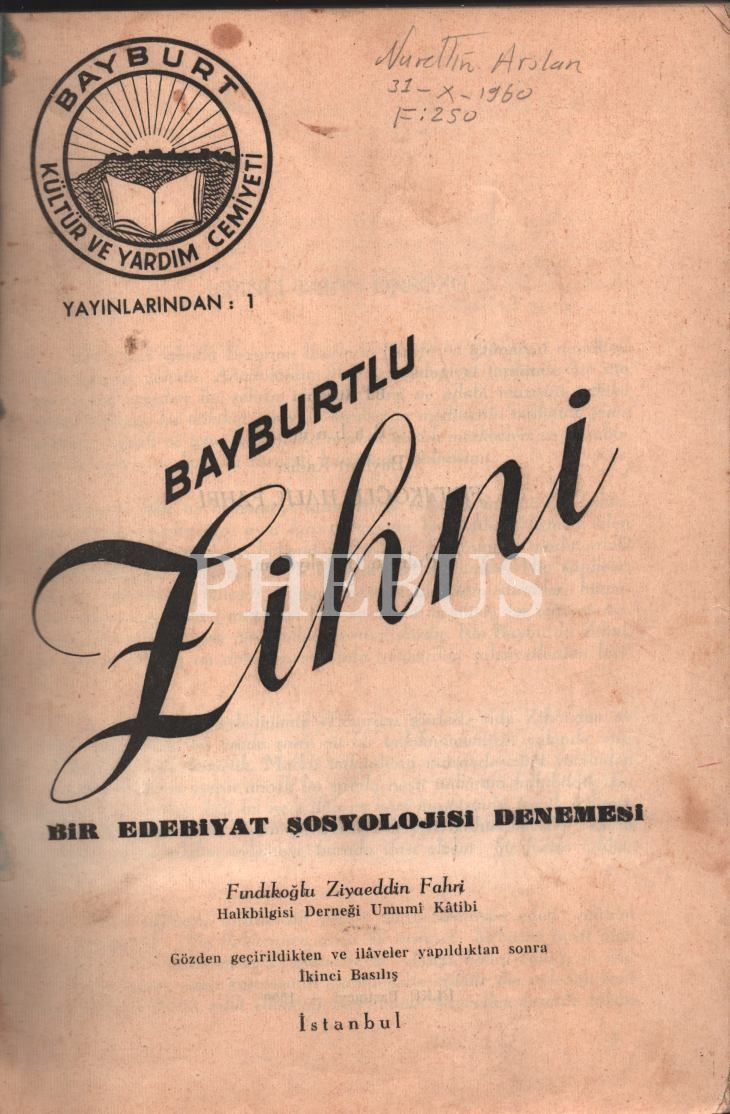 BAYBURT
KÜLTÜR VE YARDIM CEMİYETİ
Nurettin Arslan
31-X-1960
F:250
YAYINLARINDAN : 1
BAYBURTLU
Zihni
PHEBUS
BİR EDEBİYAT ŞOSYOLOJİSİ DENEMESİ
Fındıkoğlu Ziyaeddin Fahri
Halkbilgisi Derneği Umumî Kâtibi
Gözden geçirildikten ve ilâveler yapıldıktan sonra
İkinci Basılış
İstanbul